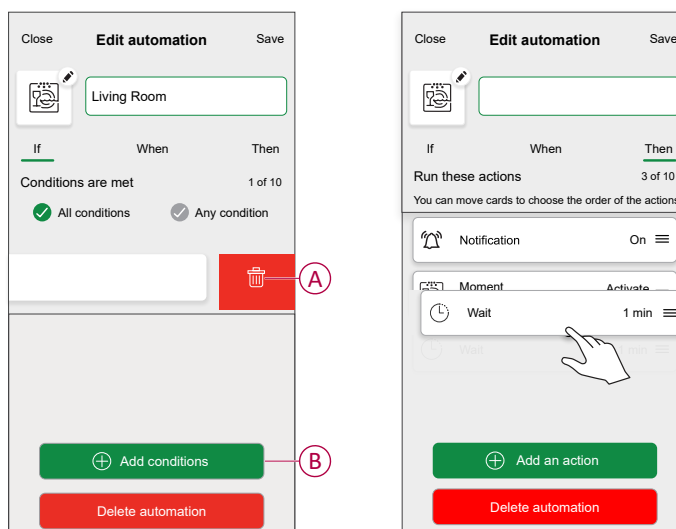 Close Edit automation Save
Living Room
If When Then
Conditions are met 1 of 10
All conditions Any condition
A
Add conditions
B
Delete automation
Close Edit automation Save
If When Then
Run these actions 3 of 10
You can move cards to choose the order of the actions
Notification On
Moment Activate
Wait 1 min
Wait 1 min
Add an action
Delete automation